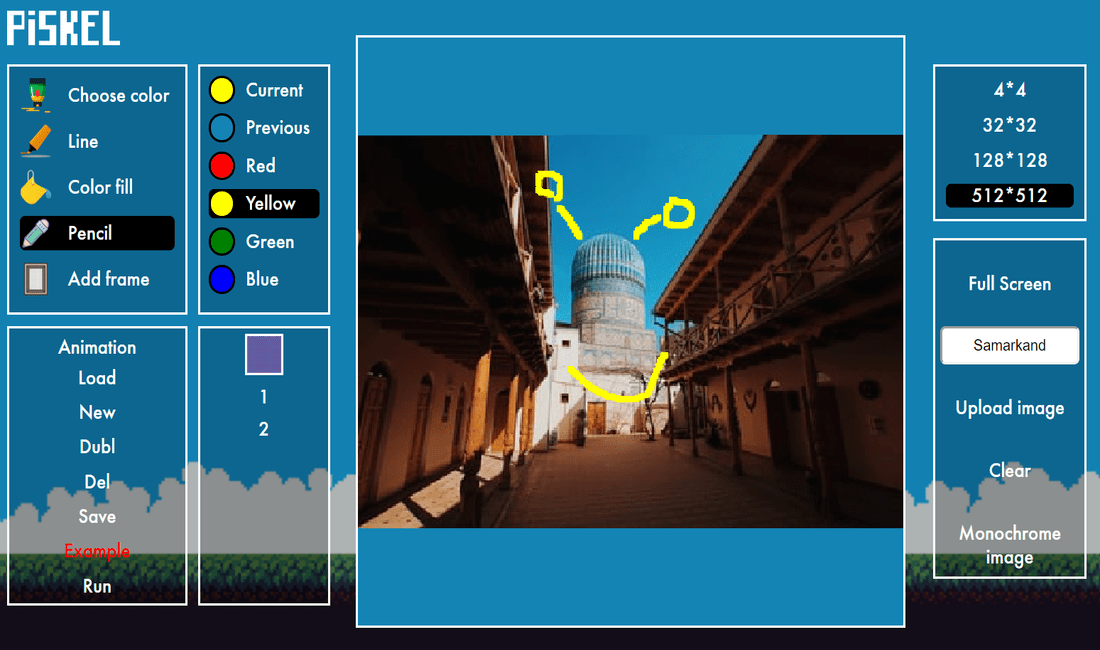 PiSKEL
Choose color
Line
Color fill
Pencil
Add frame
Current
Previous
Red
Yellow
Green
Blue
Animation
Load
New
Dubl
Del
Save
Example
Run
1
2
4*4
32*32
128*128
512*512
Full Screen
Samarkand
Upload image
Clear
Monochrome
image